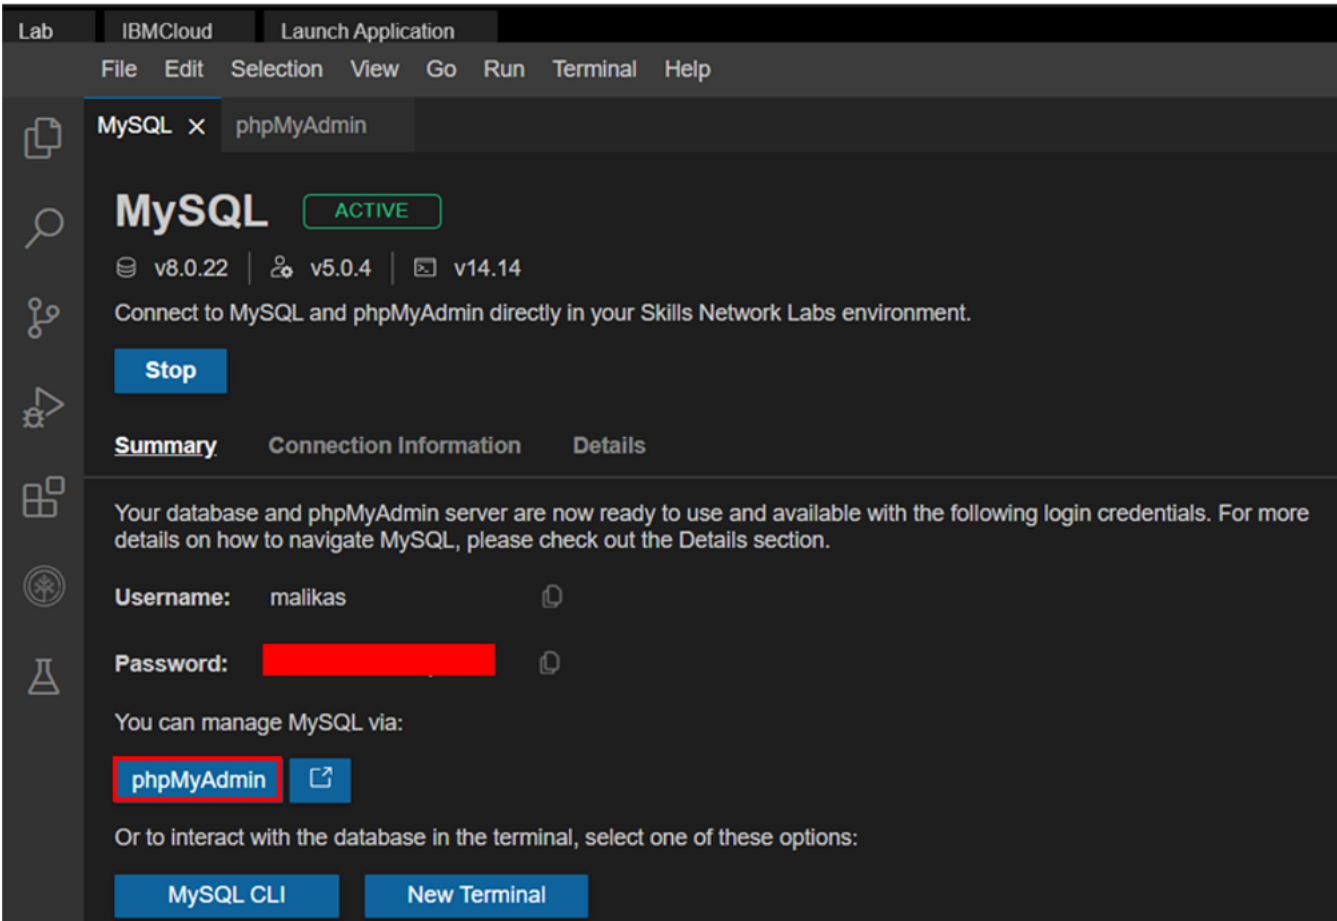 Lab IBMCloud Launch Application
File Edit Selection View Go Run Terminal Help
MySQL phpMyAdmin
MySQL ACTIVE
v8.0.22 v5.0.4 v14.14
Connect to MySQL and phpMyAdmin directly in your Skills Network Labs environment.
Stop
Summary Connection Information Details
Your database and phpMyAdmin server are now ready to use and available with the following login credentials. For more
details on how to navigate MySQL, please check out the Details section.
Username: malikas
Password:
You can manage MySQL via:
phpMyAdmin
Or to interact with the database in the terminal, select one of these options:
MySQL CLI New Terminal